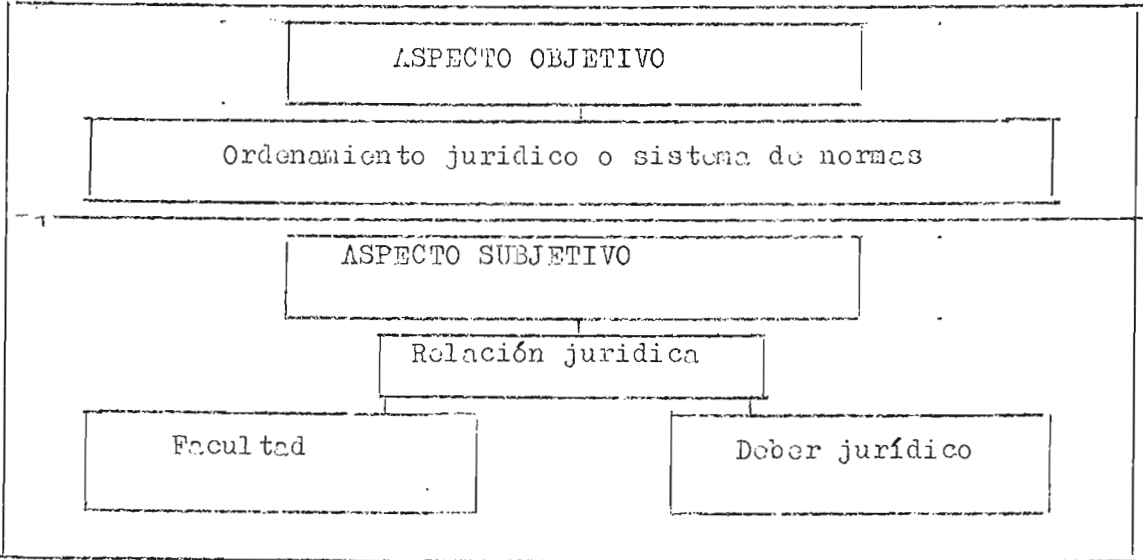 ASPECTO OBJETIVO
Ordenamiento juridico o sistema de normas
ASPECTO SUBJETIVO
Relación juridica
Facultad
Deber jurídico